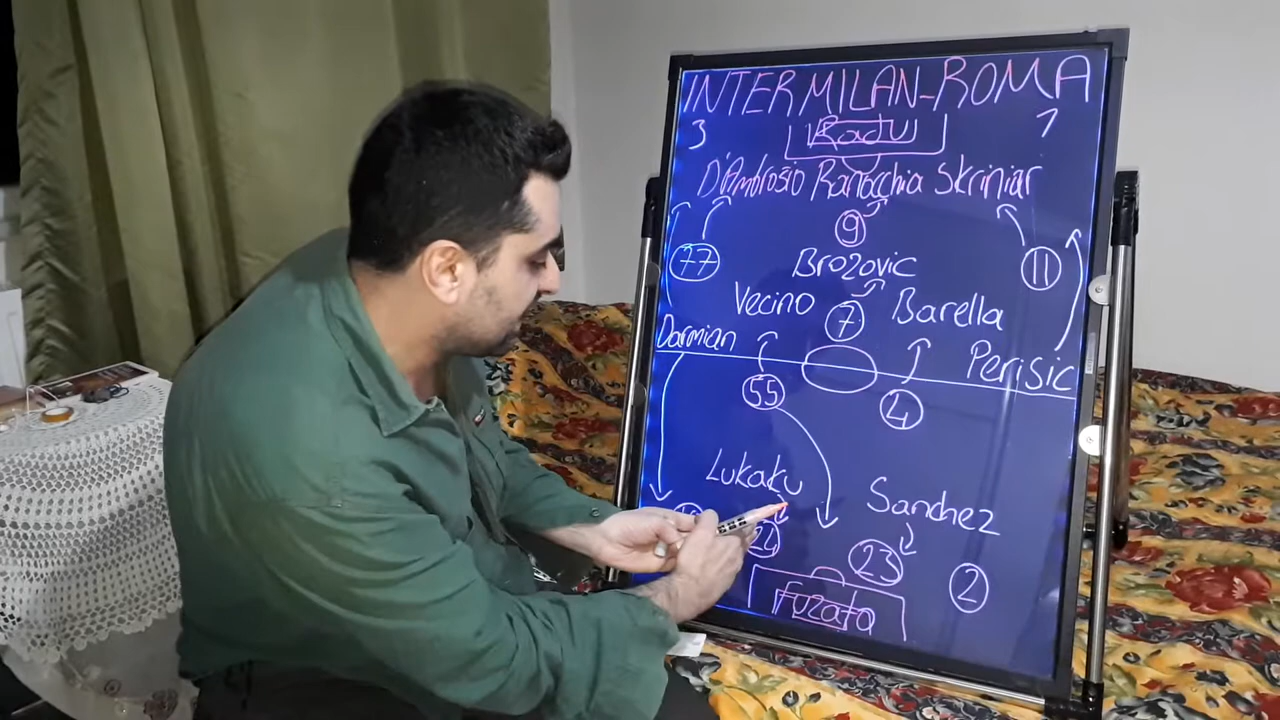 INTER MILAN-ROMA
3 1
Radu
D'Ambrosio Ranocchia Skriniar
9
77 11
Brozovic
Vecino 7 Barella
Darmian Perisic
55 4
Lukaku
Sanchez
23 2
Fuzato